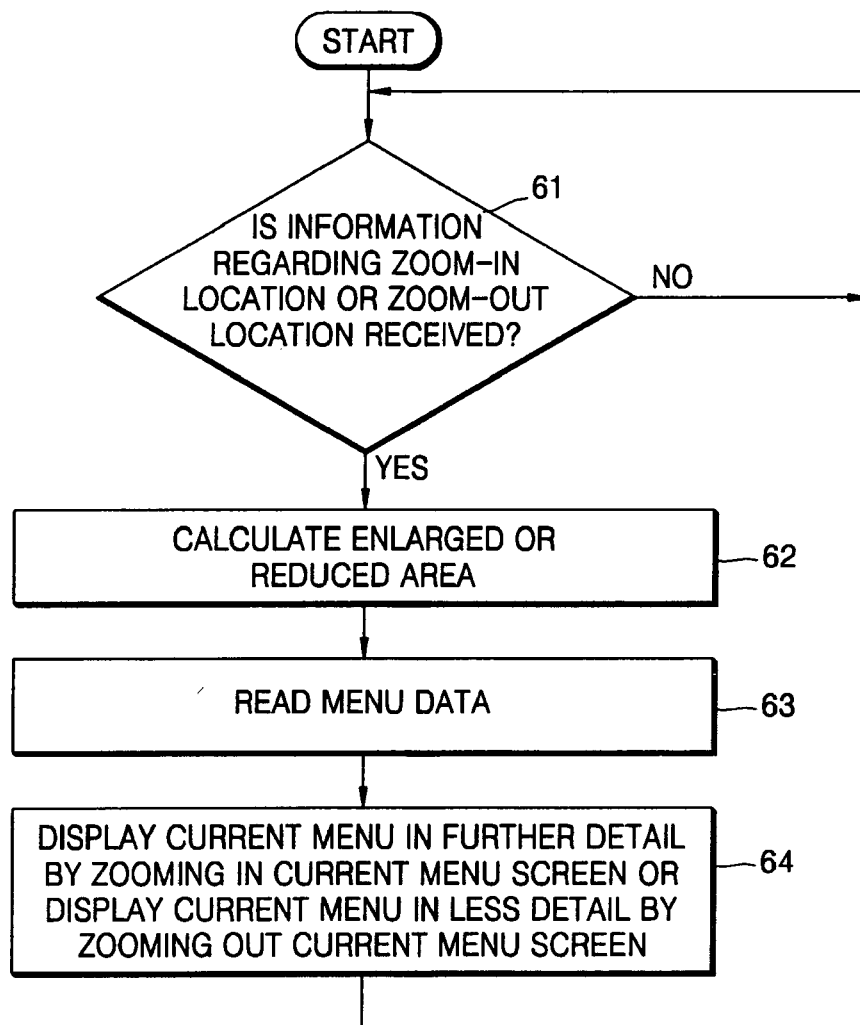 START
61
IS INFORMATION
REGARDING ZOOM-IN
LOCATION OR ZOOM-OUT
LOCATION RECEIVED?
NO
YES
CALCULATE ENLARGED OR
REDUCED AREA
62
READ MENU DATA
63
DISPLAY CURRENT MENU IN FURTHER DETAIL
BY ZOOMING IN CURRENT MENU SCREEN OR
DISPLAY CURRENT MENU IN LESS DETAIL BY
ZOOMING OUT CURRENT MENU SCREEN
64